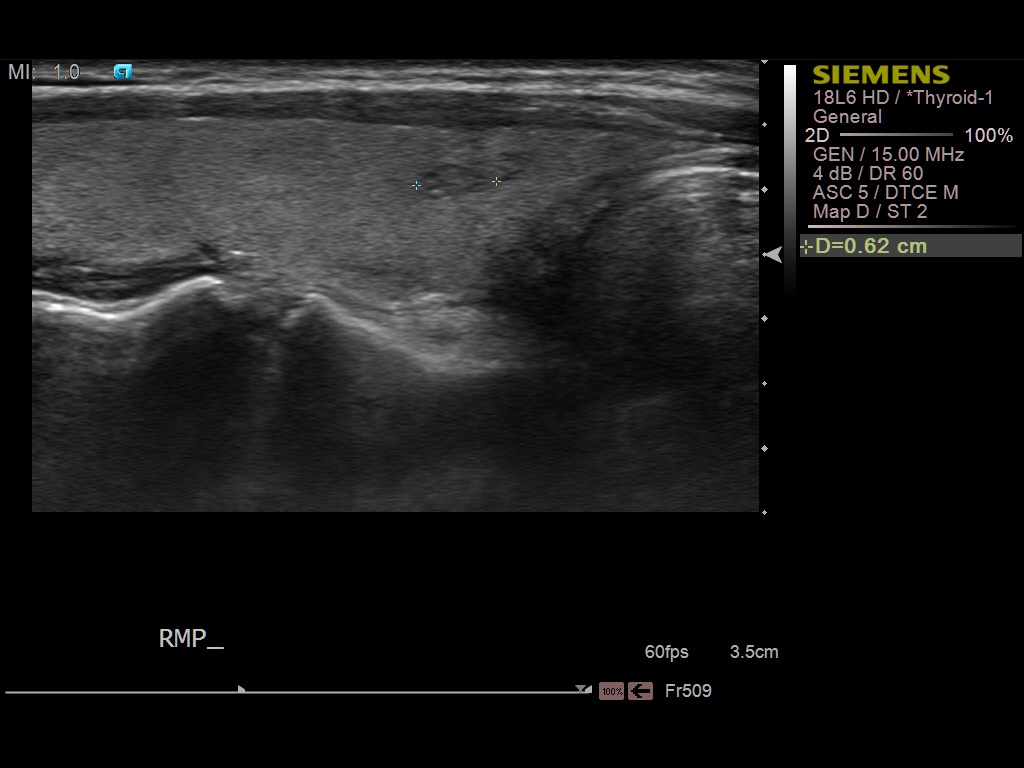 MI: 1.0
SIEMENS
18L6 HD / *Thyroid-1
General
2D 100%
GEN / 15.00 MHz
4 dB / DR 60
ASC 5 / DTCE M
Map D / ST 2
D=0.62 cm
RMP_
60fps 3.5cm
100% Fr509